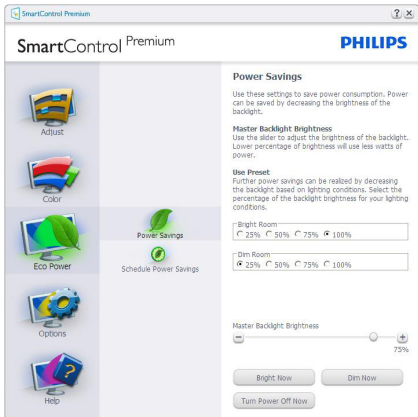 SmartControl Premium
? X
SmartControl Premium
PHILIPS
Adjust
Color
Eco Power
Options
Help
Power Savings
Schedule Power Savings
Power Savings
Use these settings to save power consumption. Power
can be saved by decreasing the brightness of the
backlight.
Master Backlight Brightness
Use the slider to adjust the brightness of the backlight.
Lower percentage of brightness will use less watts of
power.
Use Preset
Further power savings can be realized by decreasing
the backlight based on lighting conditions. Select the
percentage of the backlight brightness for your lighting
conditions.
Bright Room
25% 50% 75% 100%
Dim Room
25% 50% 75% 100%
Master Backlight Brightness
75%
Bright Now
Dim Now
Turn Power Off Now